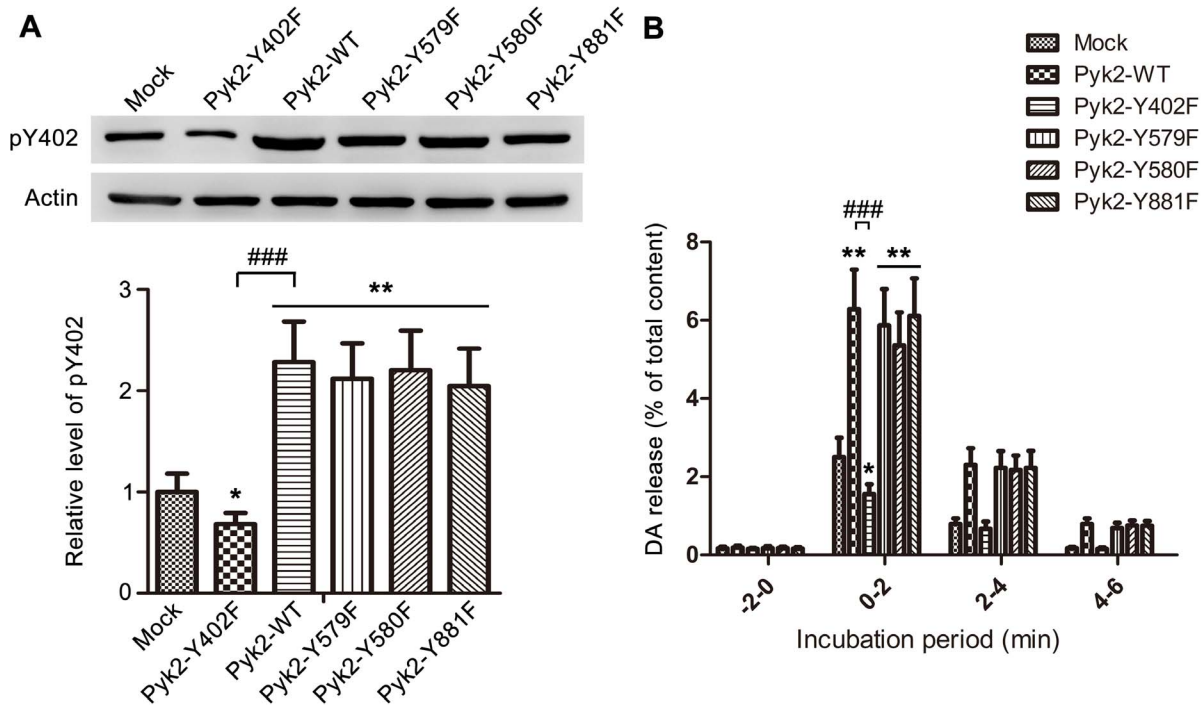 A
Mock
Pyk2-Y402F
Pyk2-WT
Pyk2-Y579F
Pyk2-Y580F
Pyk2-Y881F
pY402
Actin
###
**
*
3
2
1
0
Relative level of pY402
Mock
Pyk2-Y402F
Pyk2-WT
Pyk2-Y579F
Pyk2-Y580F
Pyk2-Y881F
B
Mock
Pyk2-WT
Pyk2-Y402F
Pyk2-Y579F
Pyk2-Y580F
Pyk2-Y881F
###
** **
*
8
6
4
2
0
DA release (% of total content)
-2-0 0-2 2-4 4-6
Incubation period (min)